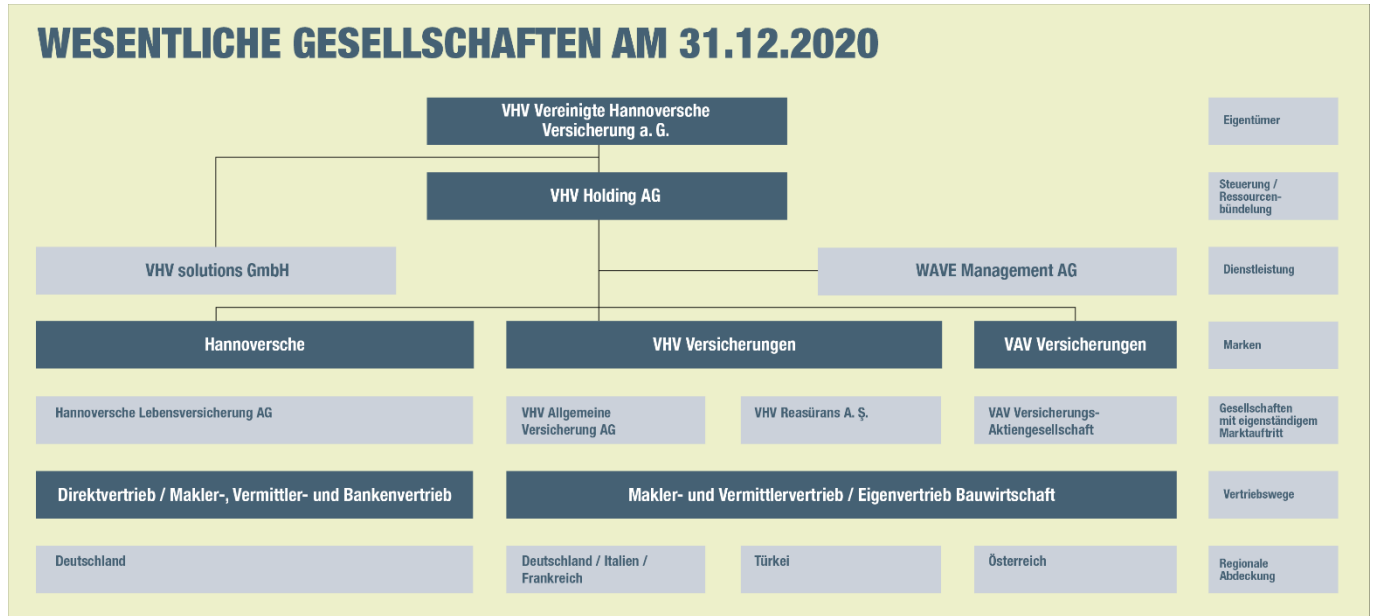 WESENTLICHE GESELLSCHAFTEN AM 31.12.2020
VHV Vereinigte Hannoversche
Versicherung a. G.
Eigentümer
VHV Holding AG
Steuerung /
Ressourcen-
bündelung
VHV solutions GmbH
WAVE Management AG
Dienstleistung
Hannoversche
VHV Versicherungen
VAV Versicherungen
Marken
Hannoversche Lebensversicherung AG
VHV Allgemeine
Versicherung AG
VHV Reasürans A. Ş.
VAV Versicherungs-
Aktiengesellschaft
Gesellschaften
mit eigenständigem
Marktauftritt
Direktvertrieb / Makler-, Vermittler- und Bankenvertrieb
Makler- und Vermittlervertrieb / Eigenvertrieb Bauwirtschaft
Vertriebswege
Deutschland
Deutschland / Italien /
Frankreich
Türkei
Österreich
Regionale
Abdeckung